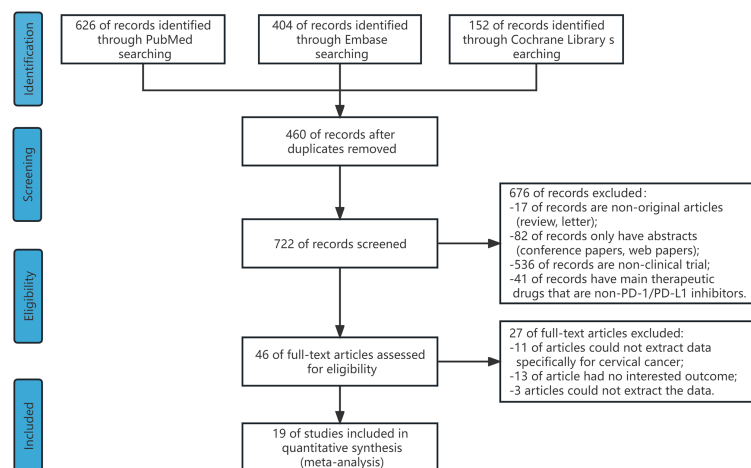 Identification
626 of records identified
through PubMed
searching
404 of records identified
through Embase
searching
152 of records identified
through Cochrane Library s
earching
Screening
460 of records after
duplicates removed
722 of records screened
676 of records excluded:
-17 of records are non-original articles
(review, letter);
-82 of records only have abstracts
(conference papers, web papers);
-536 of records are non-clinical trial;
-41 of records have main therapeutic
drugs that are non-PD-1/PD-L1 inhibitors.
Eligibility
46 of full-text articles assessed
for eligibility
27 of full-text articles excluded:
-11 of articles could not extract data
specifically for cervical cancer;
-13 of article had no interested outcome;
-3 articles could not extract the data.
Included
19 of studies included in
quantitative synthesis
(meta-analysis)